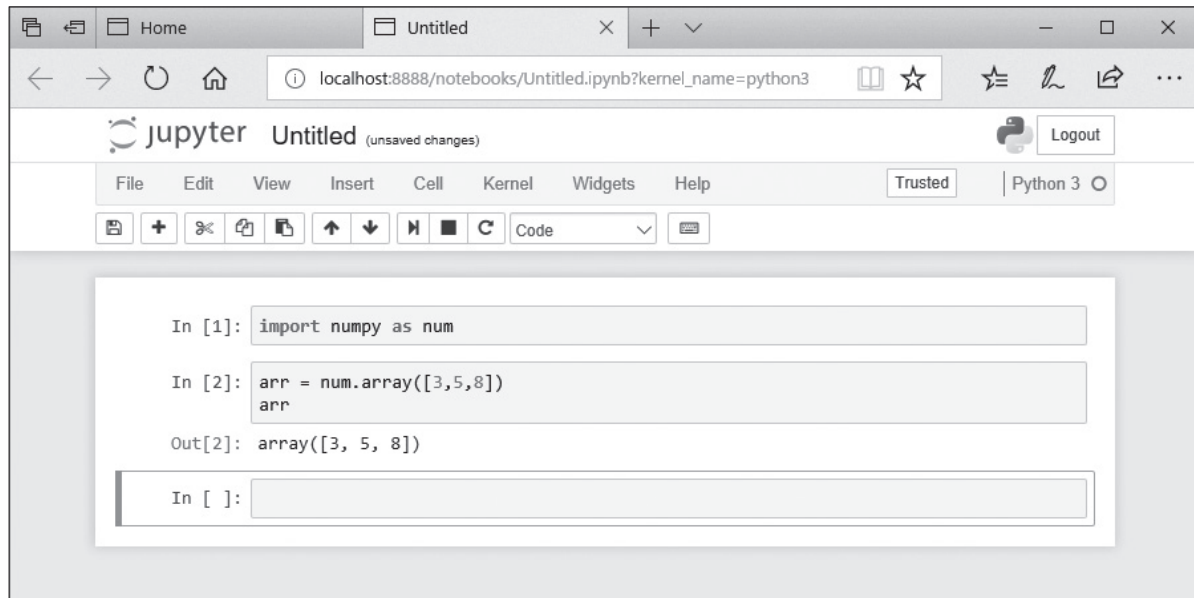 Home
Untitled
localhost:8888/notebooks/Untitled.ipynb?kernel_name=python3
jupyter Untitled (unsaved changes)
Logout
File Edit View Insert Cell Kernel Widgets Help Trusted Python 3
Code
In [1]: import numpy as num
In [2]: arr = num.array([3,5,8])
arr
Out[2]: array([3, 5, 8])
In [ ]: